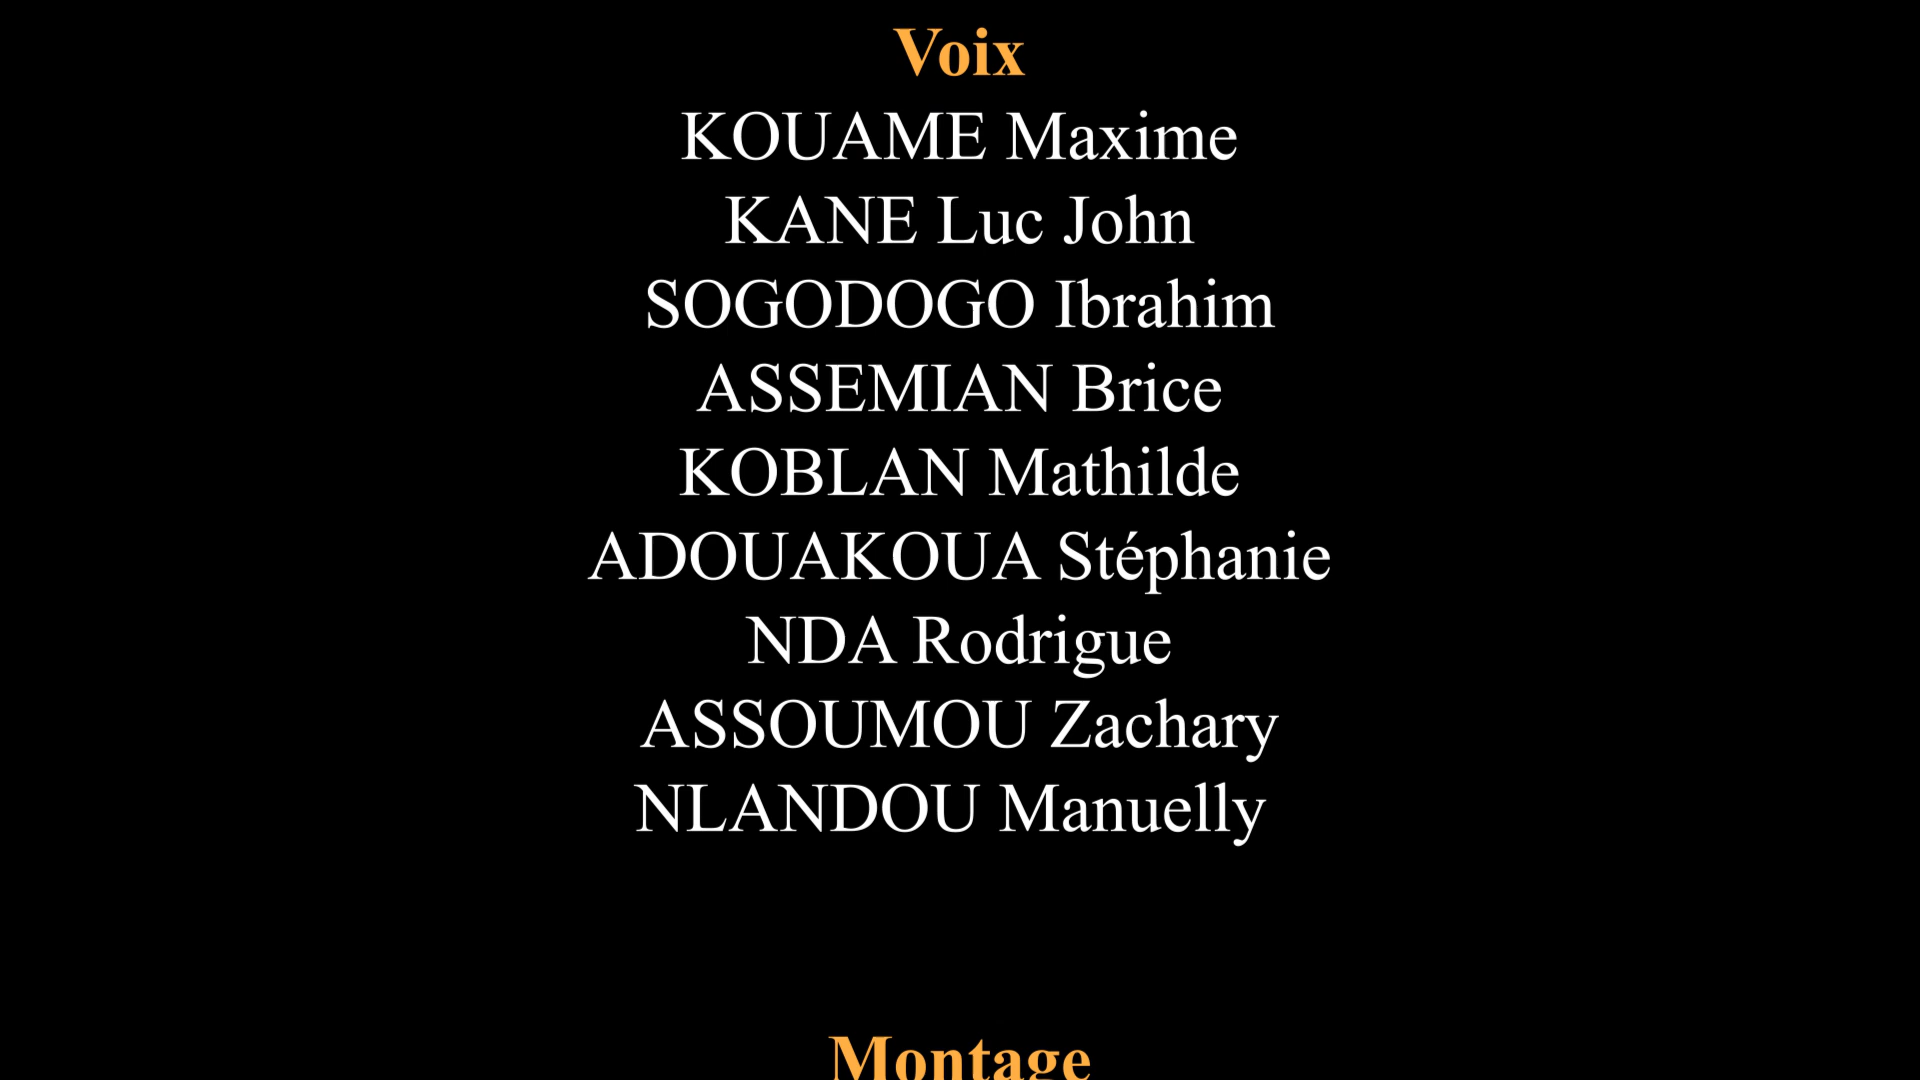 Voix
KOUAME Maxime
KANE Luc John
SOGODOGO Ibrahim
ASSEMIAN Brice
KOBLAN Mathilde
ADOUAKOUA Stéphanie
NDA Rodrigue
ASSOUMOU Zachary
NLANDOU Manuelly
Montage